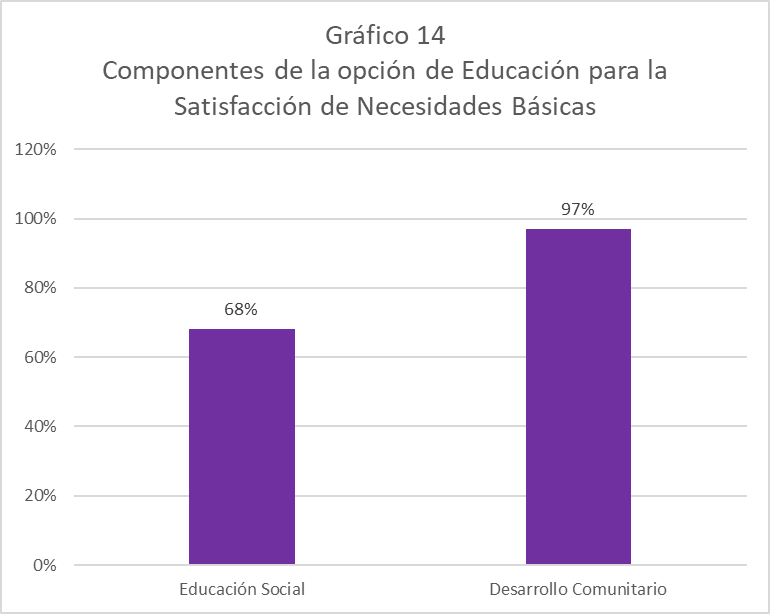 Gráfico 14
Componentes de la opción de Educación para la
Satisfacción de Necesidades Básicas
120%
100%
80%
60%
40%
20%
0%
68%
97%
Educación Social
Desarrollo Comunitario